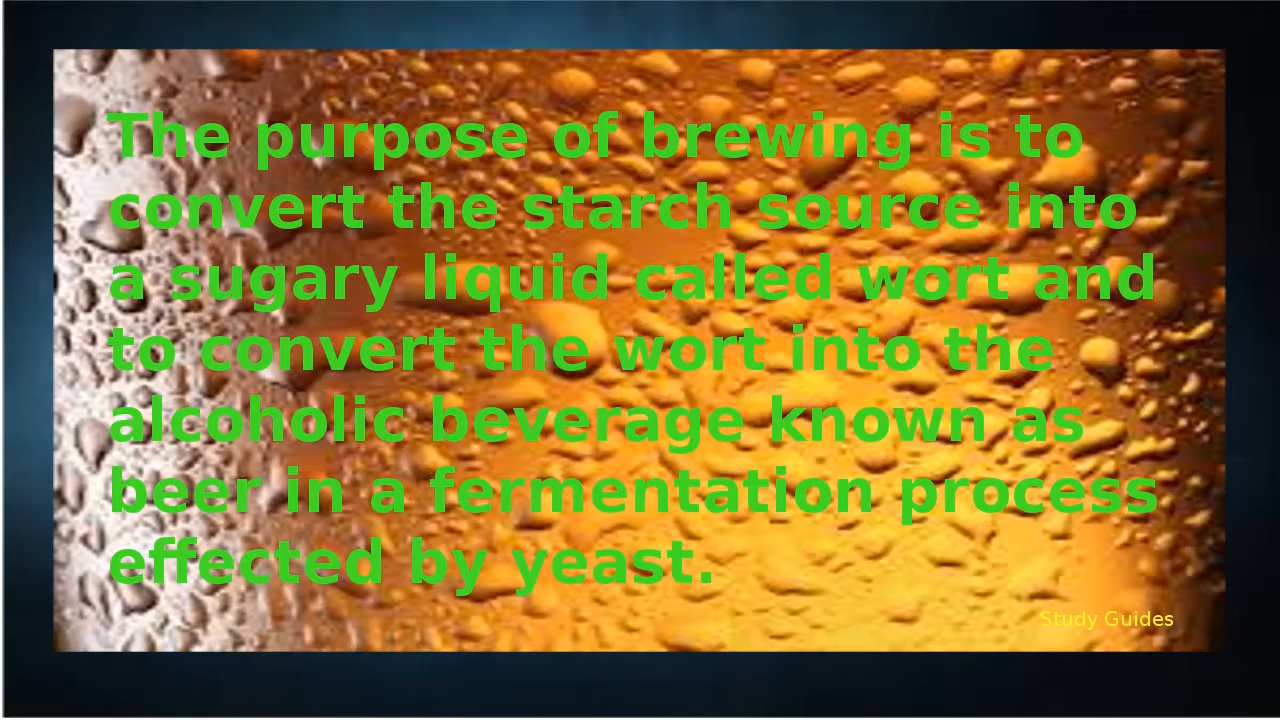 The purpose of brewing is to
convert the starch source into
a sugary liquid called wort and
to convert the wort into the
alcoholic beverage known as
beer in a fermentation process
effected by yeast.
Study Guides